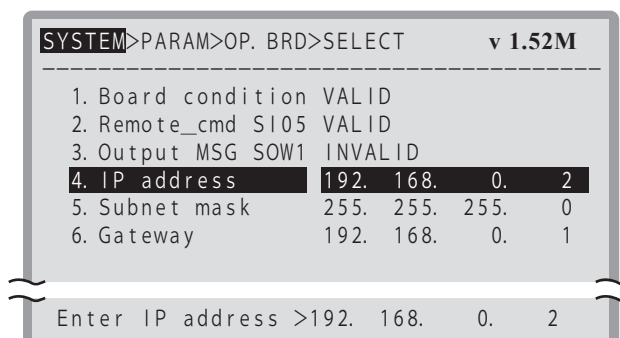 SYSTEM>PARAM>OP. BRD>SELECT v 1.52M
1. Board condition VALID
2. Remote_cmd SI05 VALID
3. Output MSG SOW1 INVALID
4. IP address 192. 168. 0. 2
5. Subnet mask 255. 255. 255. 0
6. Gateway 192. 168. 0. 1
Enter IP address >192. 168. 0. 2